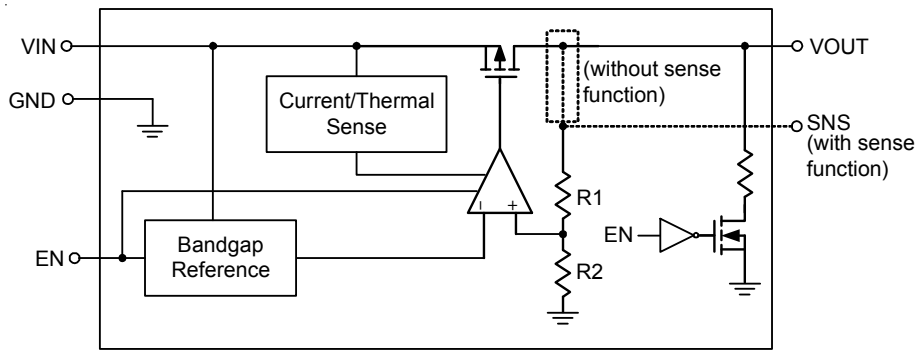 VIN
VOUT
(without sense
function)
GND
Current/Thermal
Sense
SNS
(with sense
function)
R1
− +
EN
EN
Bandgap
Reference
R2